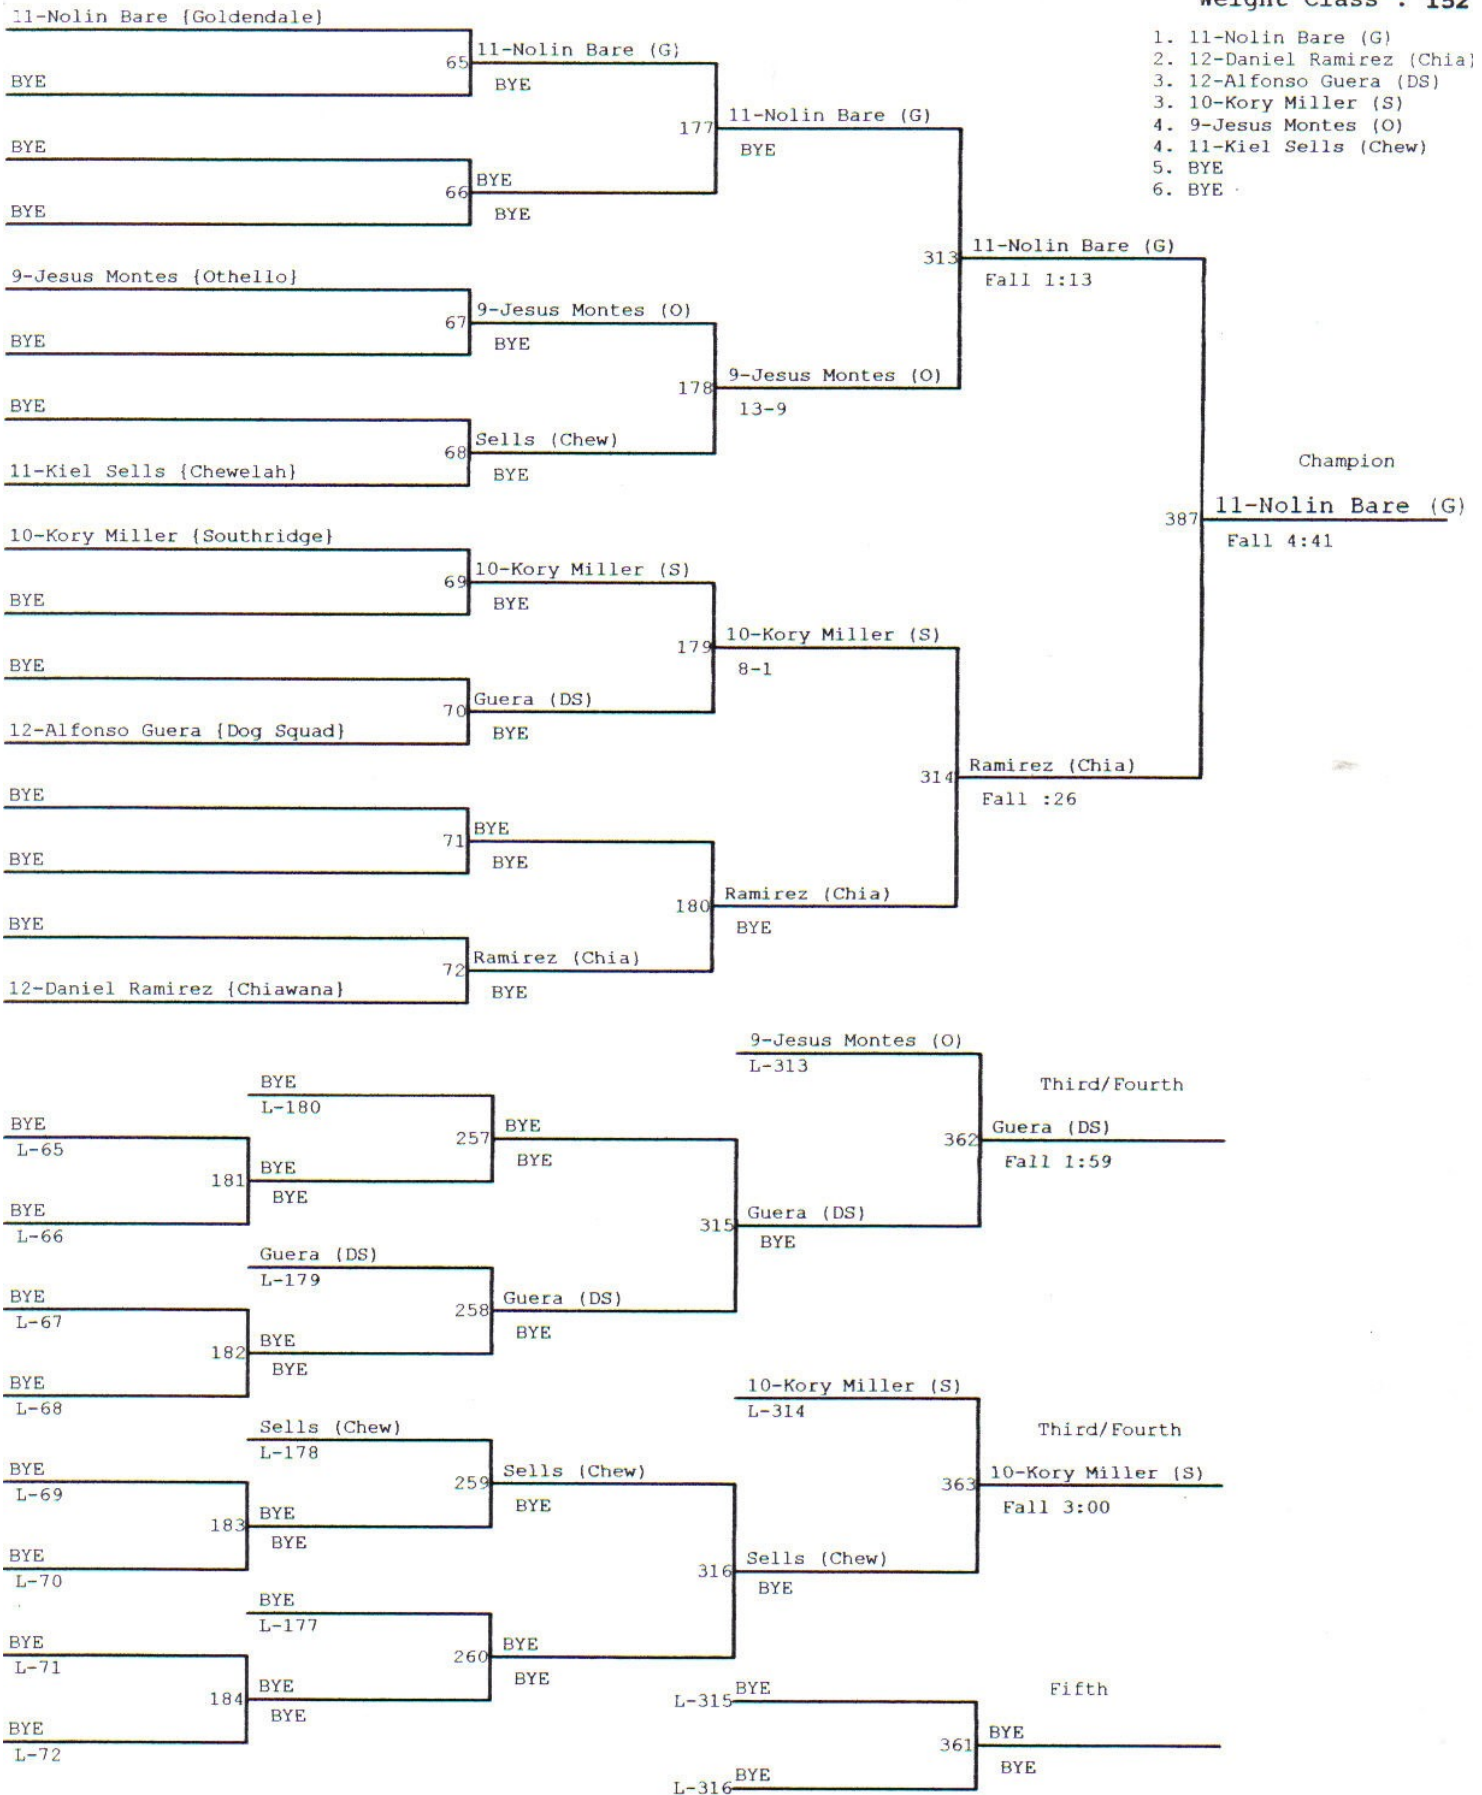 Weight Class : 152
1. 11-Nolin Bare (G)
2. 12-Daniel Ramirez (Chia)
3. 12-Alfonso Guera (DS)
3. 10-Kory Miller (S)
4. 9-Jesus Montes (O)
4. 11-Kiel Sells (Chew)
5. BYE
6. BYE
11-Nolin Bare {Goldendale}
65
11-Nolin Bare (G)
BYE
BYE
177
11-Nolin Bare (G)
BYE
BYE
66
BYE
BYE
BYE
313
11-Nolin Bare (G)
Fall 1:13
9-Jesus Montes {Othello}
67
9-Jesus Montes (O)
BYE
BYE
178
9-Jesus Montes (O)
13-9
BYE
68
Sells (Chew)
BYE
11-Kiel Sells {Chewelah}
Champion
387
11-Nolin Bare (G)
Fall 4:41
10-Kory Miller {Southridge}
69
10-Kory Miller (S)
BYE
BYE
179
10-Kory Miller (S)
8-1
BYE
70
Guera (DS)
BYE
12-Alfonso Guera {Dog Squad}
314
Ramirez (Chia)
Fall :26
BYE
71
BYE
BYE
BYE
180
Ramirez (Chia)
BYE
BYE
72
Ramirez (Chia)
BYE
12-Daniel Ramirez {Chiawana}
9-Jesus Montes (O)
L-313
Third/Fourth
BYE
L-180
BYE
L-65
257
BYE
BYE
362
Guera (DS)
Fall 1:59
181
BYE
BYE
BYE
L-66
315
Guera (DS)
BYE
Guera (DS)
L-179
BYE
L-67
258
Guera (DS)
BYE
182
BYE
BYE
BYE
L-68
10-Kory Miller (S)
L-314
Third/Fourth
Sells (Chew)
L-178
BYE
L-69
259
Sells (Chew)
BYE
363
10-Kory Miller (S)
Fall 3:00
183
BYE
BYE
BYE
L-70
316
Sells (Chew)
BYE
BYE
L-177
BYE
L-71
260
BYE
BYE
184
BYE
BYE
BYE
L-72
L-315
BYE
Fifth
361
BYE
BYE
L-316
BYE